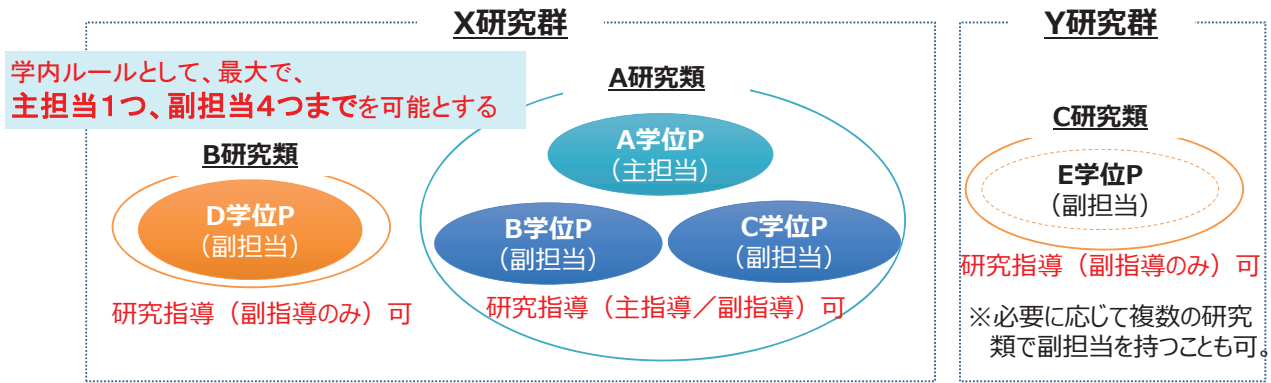 X研究群
学内ルールとして、最大で、
主担当１つ、副担当４つまでを可能とする
A研究類
A学位P
（主担当）
B学位P
（副担当）
C学位P
（副担当）
研究指導（主指導／副指導）可
B研究類
D学位P
（副担当）
研究指導（副指導のみ）可
Y研究群
C研究類
E学位P
（副担当）
研究指導（副指導のみ）可
※必要に応じて複数の研究
類で副担当を持つことも可。